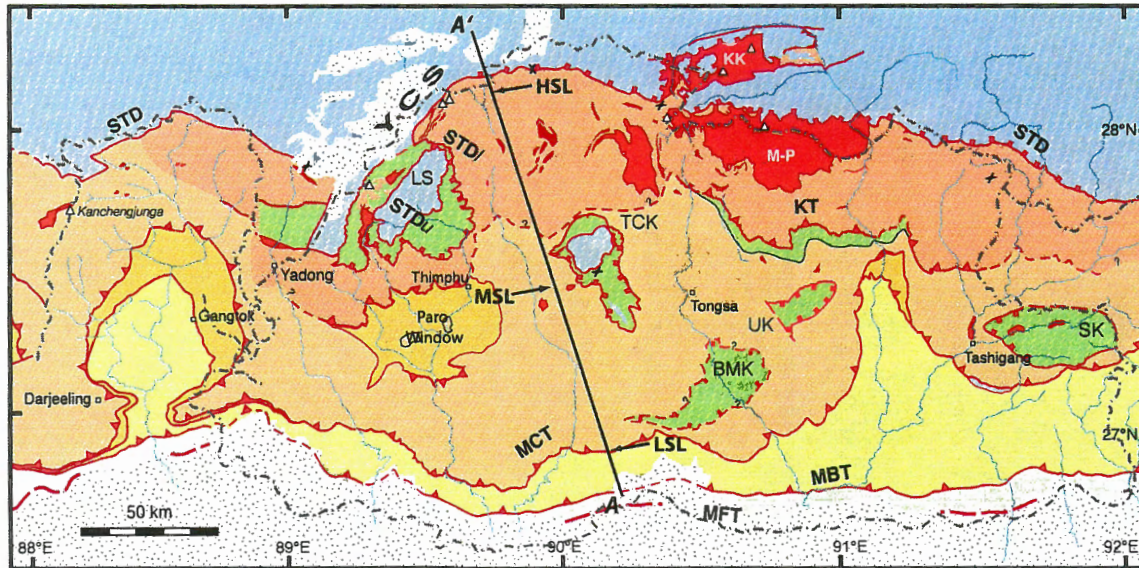 A'
KK
YCS
HSL
STD
28°N
STDl
M-P
STD
LS
Kanchengjunga
STDu
TCK
KT
Yadong
Thimphu
MSL
Tongsa
Gangtok
Paro
Window
UK
SK
Tashigang
BMK
Darjeeling
MCT
LSL
27°N
MBT
A
MFT
50 km
88°E
89°E
90°E
91°E
92°E
?
?
?
?
?
?
?